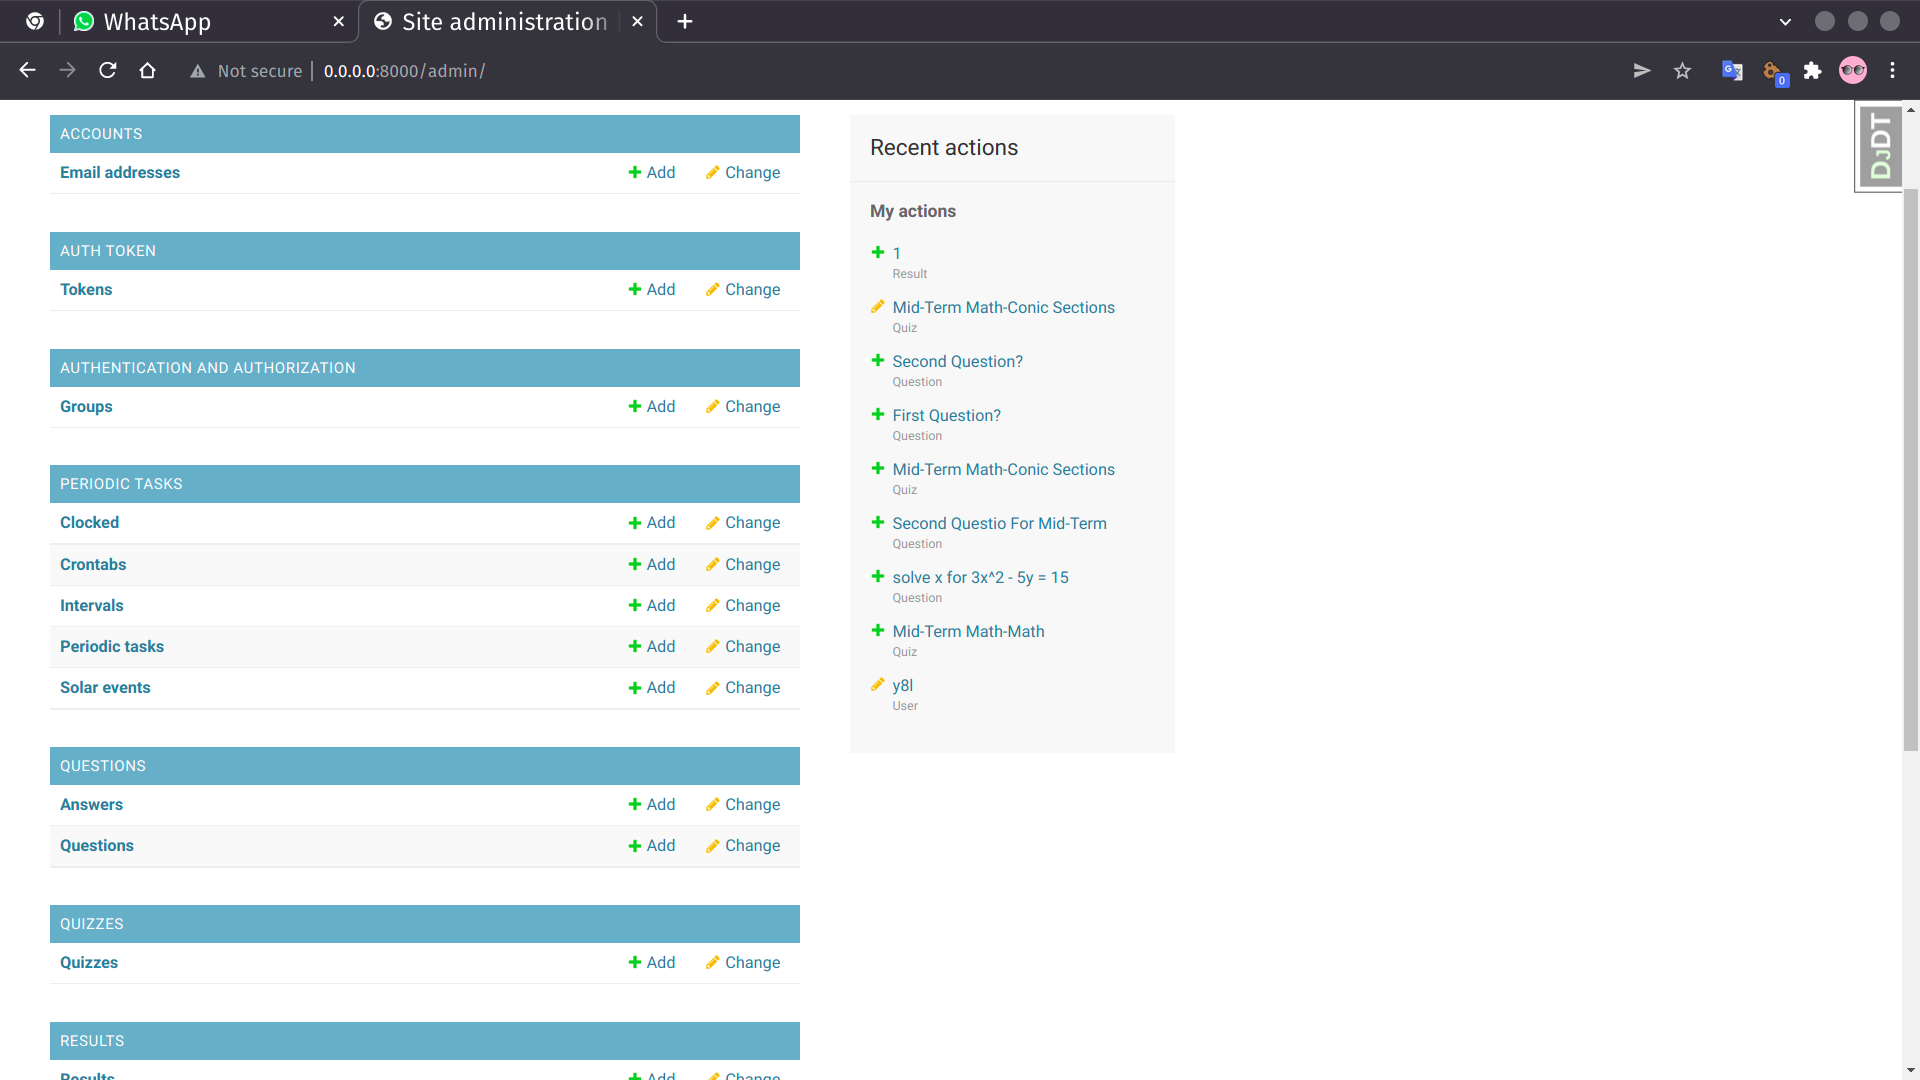 WhatsApp
Site administration
Not secure
0.0.0.0:8000/admin/
0
DJDT
ACCOUNTS
Email addresses Add Change
AUTH TOKEN
Tokens Add Change
AUTHENTICATION AND AUTHORIZATION
Groups Add Change
PERIODIC TASKS
Clocked Add Change
Crontabs Add Change
Intervals Add Change
Periodic tasks Add Change
Solar events Add Change
QUESTIONS
Answers Add Change
Questions Add Change
QUIZZES
Quizzes Add Change
RESULTS
Results Add Change
Recent actions
My actions
1
Result
Mid-Term Math-Conic Sections
Quiz
Second Question?
Question
First Question?
Question
Mid-Term Math-Conic Sections
Quiz
Second Questio For Mid-Term
Question
solve x for 3x^2 - 5y = 15
Question
Mid-Term Math-Math
Quiz
y8l
User